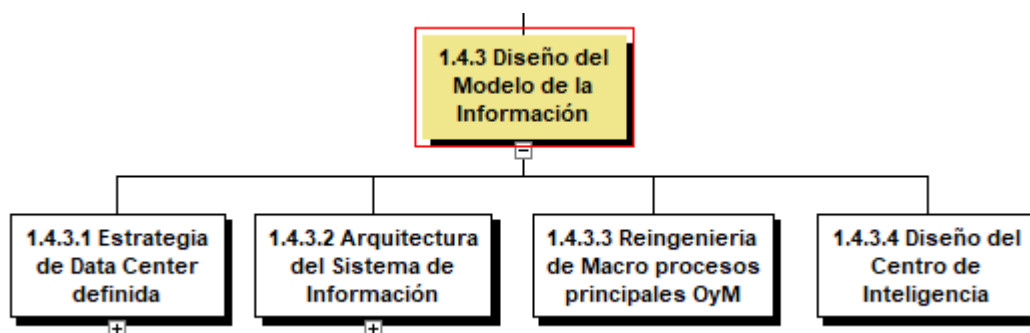 1.4.3 Diseño del
Modelo de la
Información
1.4.3.1 Estrategia
de Data Center
definida
1.4.3.2 Arquitectura
del Sistema de
Información
1.4.3.3 Reingenieria
de Macro procesos
principales OyM
1.4.3.4 Diseño del
Centro de
Inteligencia